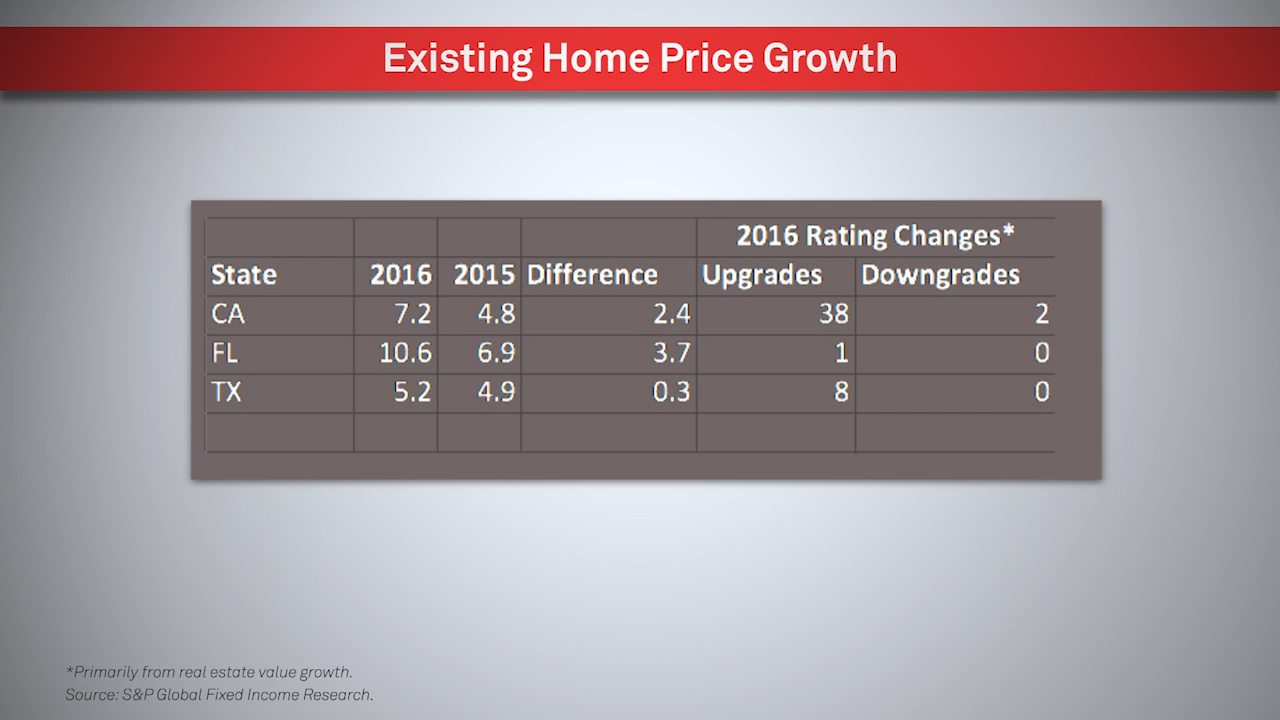 Existing Home Price Growth
2016 Rating Changes*
State 2016 2015 Difference Upgrades Downgrades
CA 7.2 4.8 2.4 38 2
FL 10.6 6.9 3.7 1 0
TX 5.2 4.9 0.3 8 0
*Primarily from real estate value growth.
Source: S&P Global Fixed Income Research.